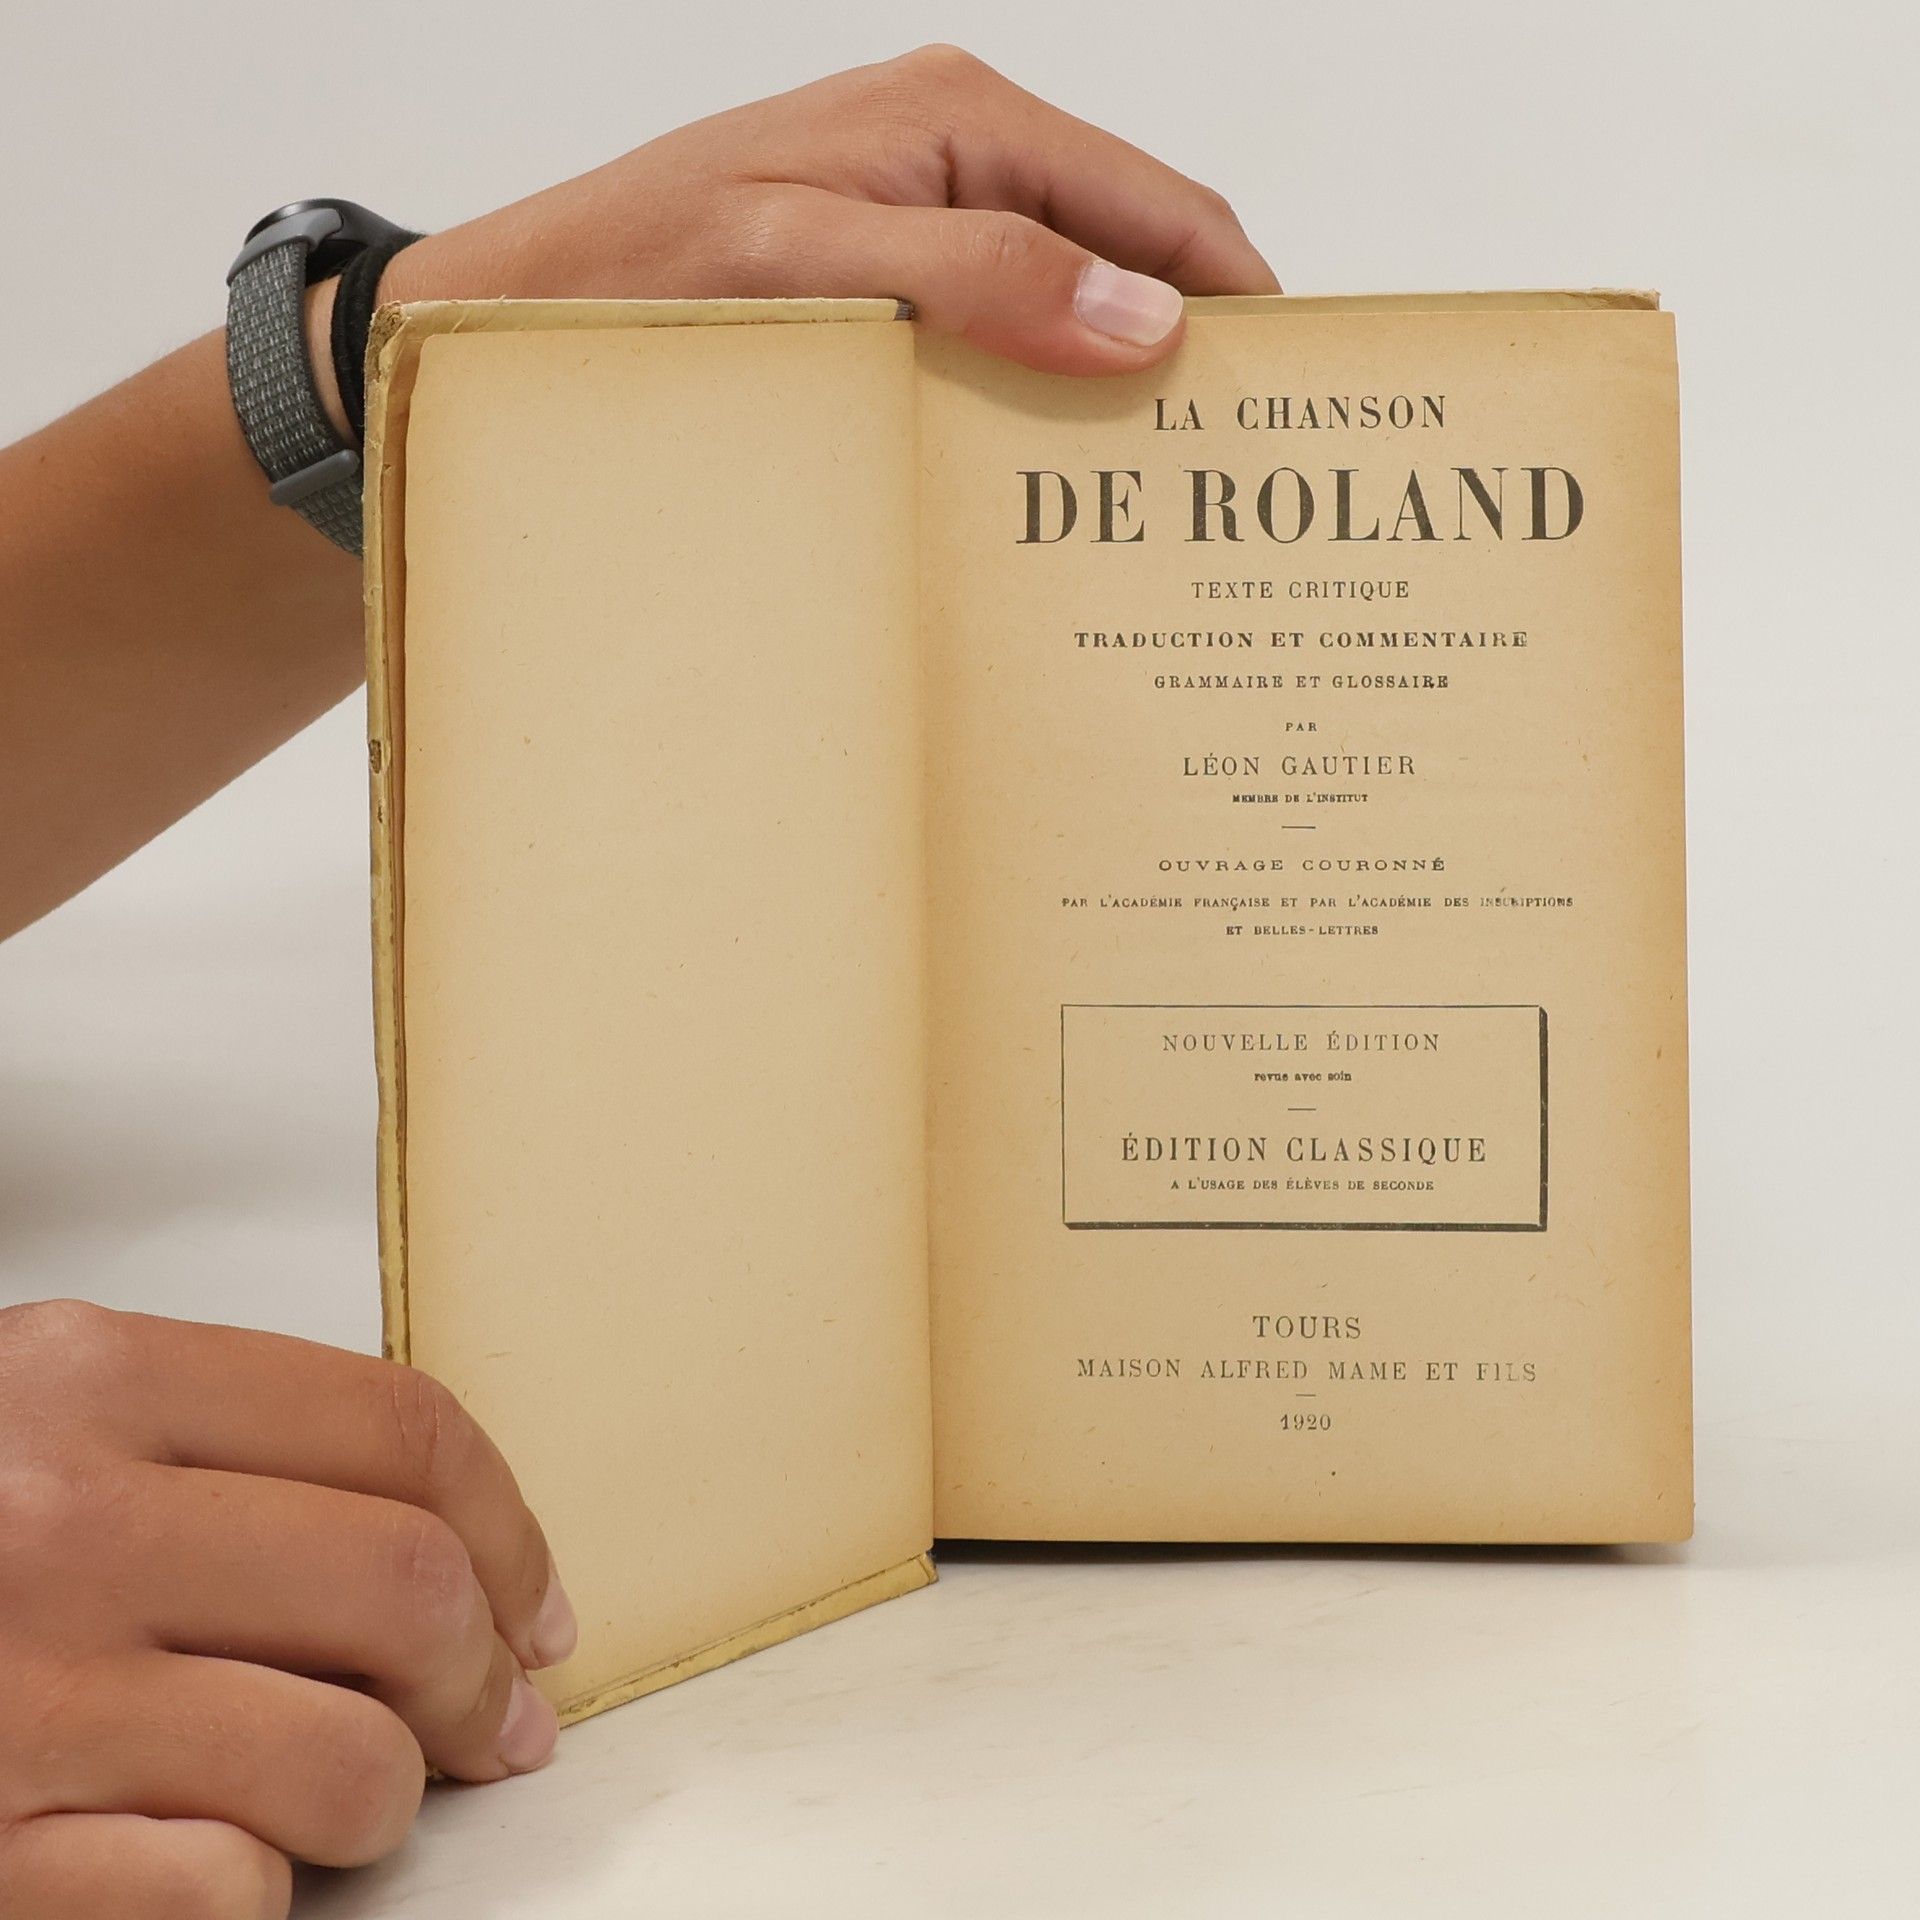 LA CHANSON
DE ROLAND
TEXTE CRITIQUE
TRADUCTION ET COMMENTAIRE
GRAMMAIRE ET GLOSSAIRE
PAR
LÉON GAUTIER
MEMBRE DE L'INSTITUT
OUVRAGE COURONNÉ
PAR L'ACADÉMIE FRANÇAISE ET PAR L'ACADÉMIE DES INSCRIPTIONS
ET BELLES-LETTRES
NOUVELLE ÉDITION
revue avec soin
ÉDITION CLASSIQUE
A L'USAGE DES ÉLÈVES DE SECONDE
TOURS
MAISON ALFRED MAME ET FILS
1920